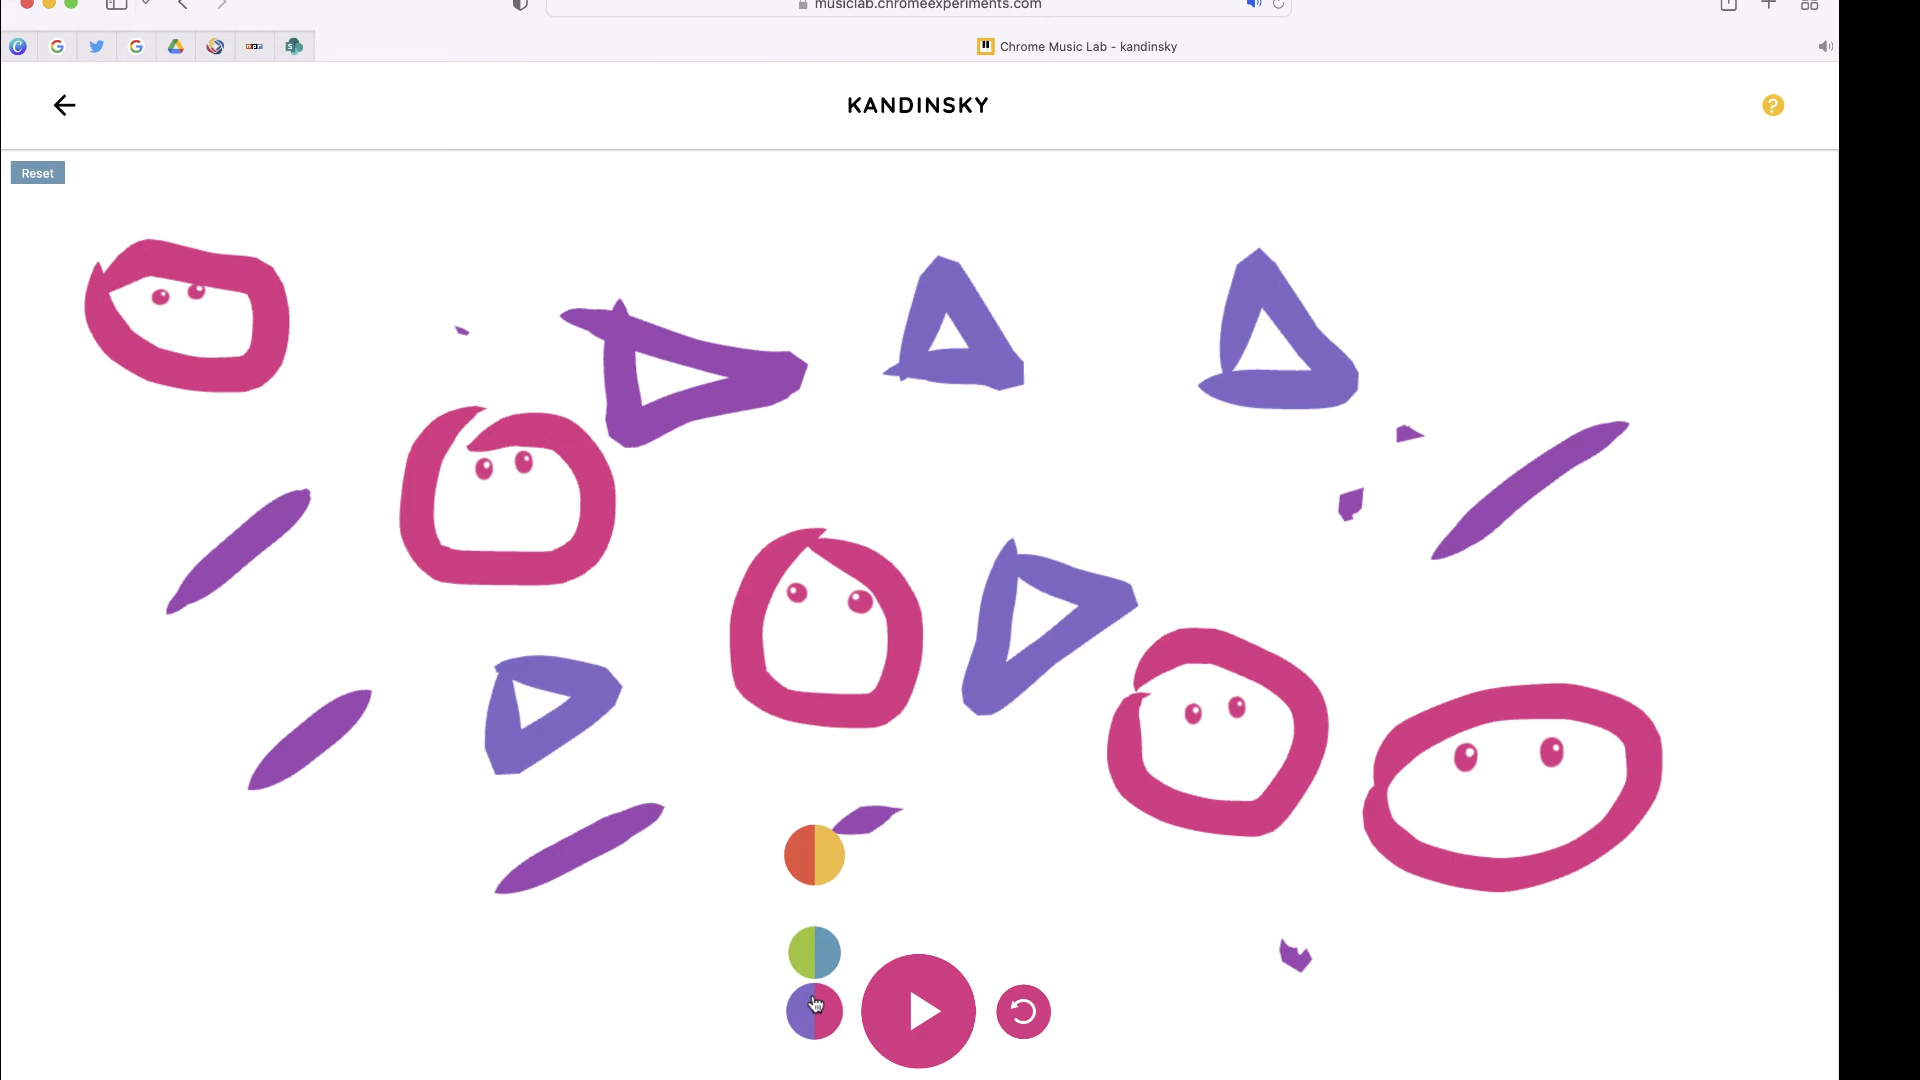 musiclab.chromeexperiments.com
Chrome Music Lab - kandinsky
KANDINSKY
?
Reset